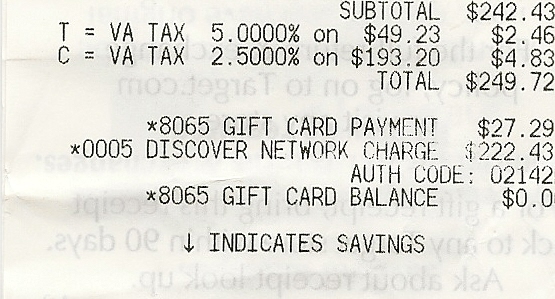 SUBTOTAL $242.43
T = VA TAX 5.0000% on $49.23 $2.46
C = VA TAX 2.5000% on $193.20 $4.83
TOTAL $249.72
*8065 GIFT CARD PAYMENT $27.29
*0005 DISCOVER NETWORK CHARGE $222.43
AUTH CODE: 02142
*8065 GIFT CARD BALANCE $0.0
↓ INDICATES SAVINGS